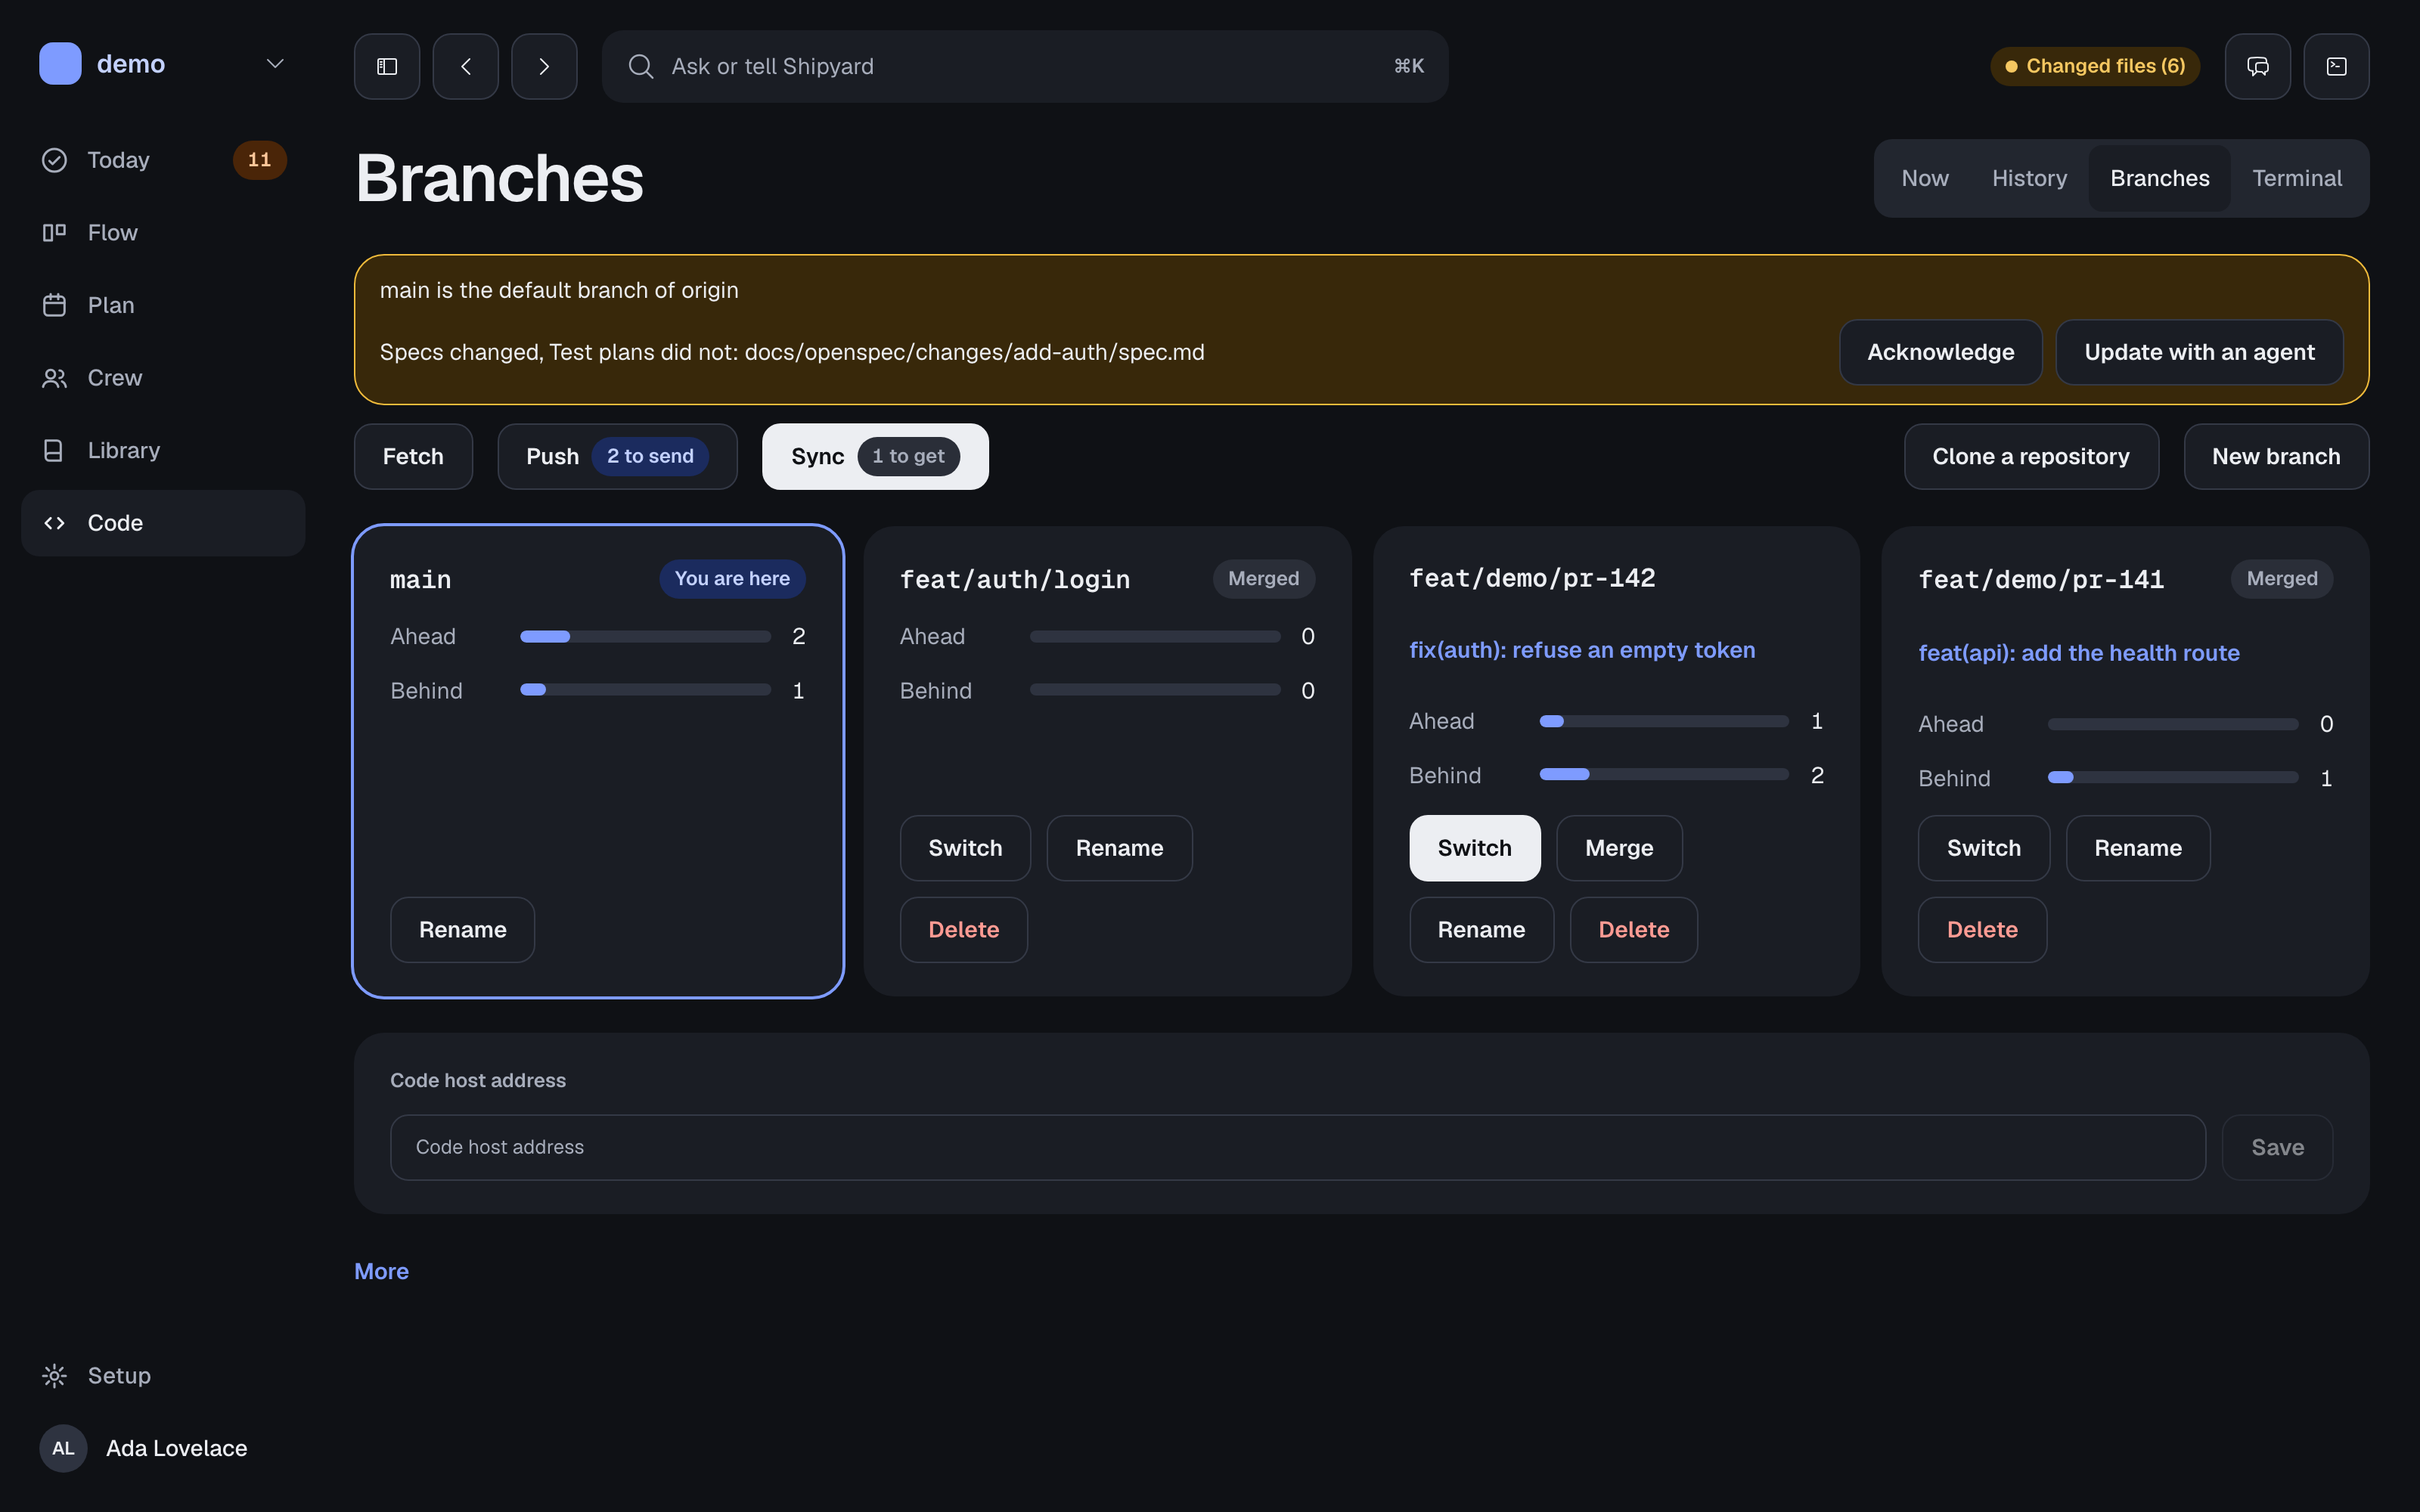 demo
Ask or tell Shipyard
⌘K
Changed files (6)
Today
11
Flow
Plan
Crew
Library
Code
Branches
Now
History
Branches
Terminal
main is the default branch of origin
Specs changed, Test plans did not: docs/openspec/changes/add-auth/spec.md
Acknowledge
Update with an agent
Fetch
Push
2 to send
Sync
1 to get
Clone a repository
New branch
main
You are here
Ahead
2
Behind
1
Rename
feat/auth/login
Merged
Ahead
0
Behind
0
Switch
Rename
Delete
feat/demo/pr-142
fix(auth): refuse an empty token
Ahead
1
Behind
2
Switch
Merge
Rename
Delete
feat/demo/pr-141
Merged
feat(api): add the health route
Ahead
0
Behind
1
Switch
Rename
Delete
Code host address
Code host address
Save
More
Setup
AL
Ada Lovelace